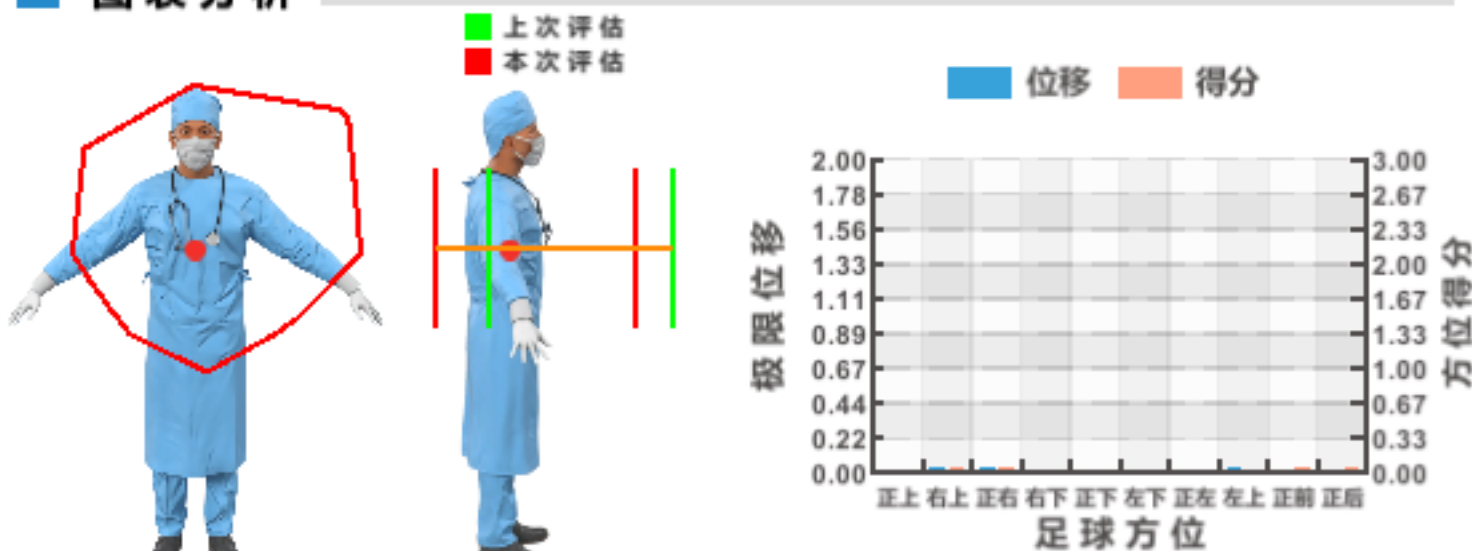 图表分析
上次评估
本次评估
位移 得分
极限位移
2.00
1.78
1.56
1.33
1.11
0.89
0.67
0.44
0.22
0.00
3.00
2.67
2.33
2.00
1.67
1.33
1.00
0.67
0.33
0.00
方位得分
正上 右上 正右 右下 正下 左下 正左 左上 正前 正后
足球方位